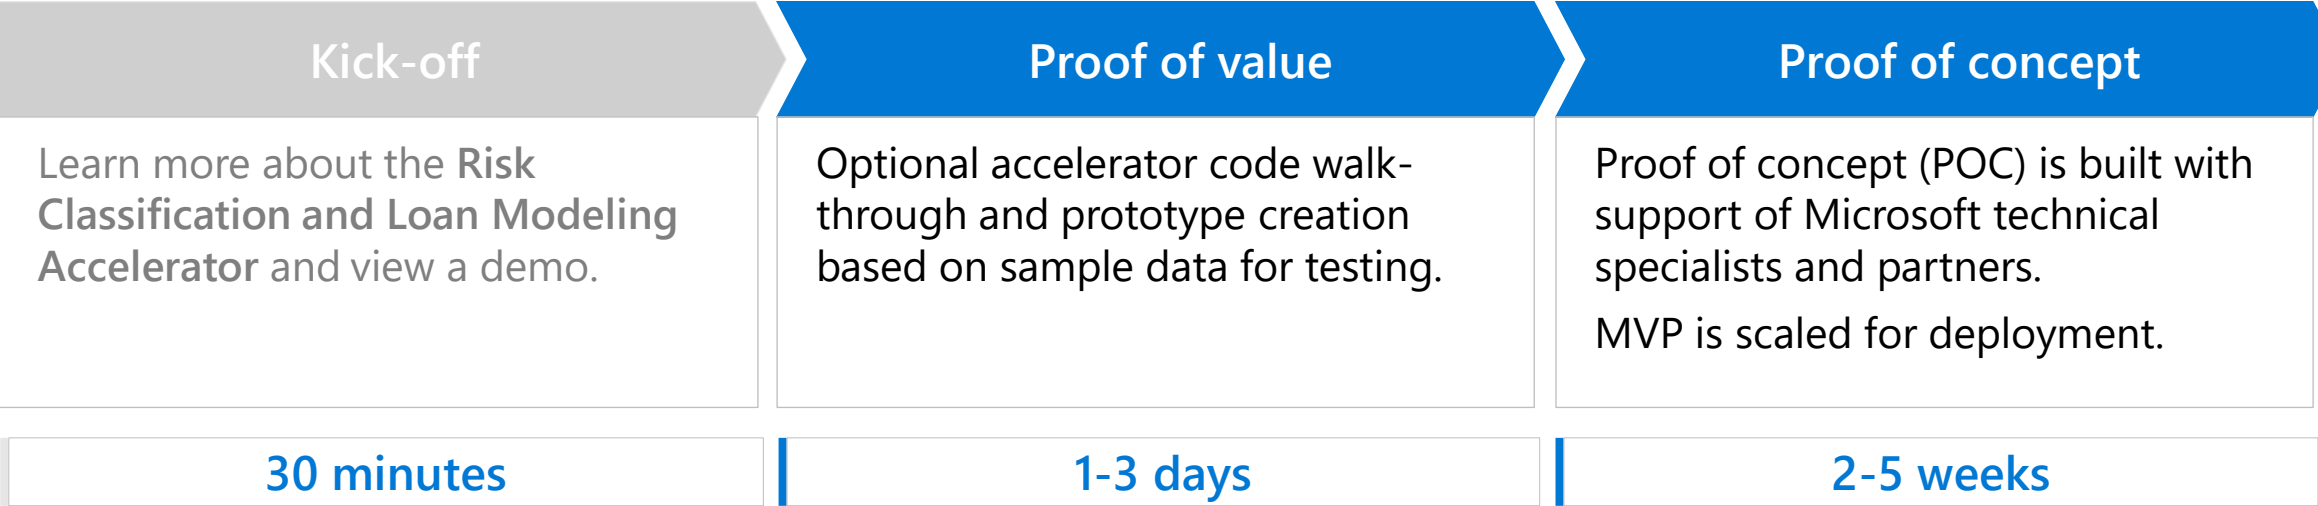 Kick-off
Learn more about the Risk
Classification and Loan Modeling
Accelerator and view a demo.
30 minutes
Proof of value
Optional accelerator code walk-
through and prototype creation
based on sample data for testing.
1-3 days
Proof of concept
Proof of concept (POC) is built with
support of Microsoft technical
specialists and partners.
MVP is scaled for deployment.
2-5 weeks